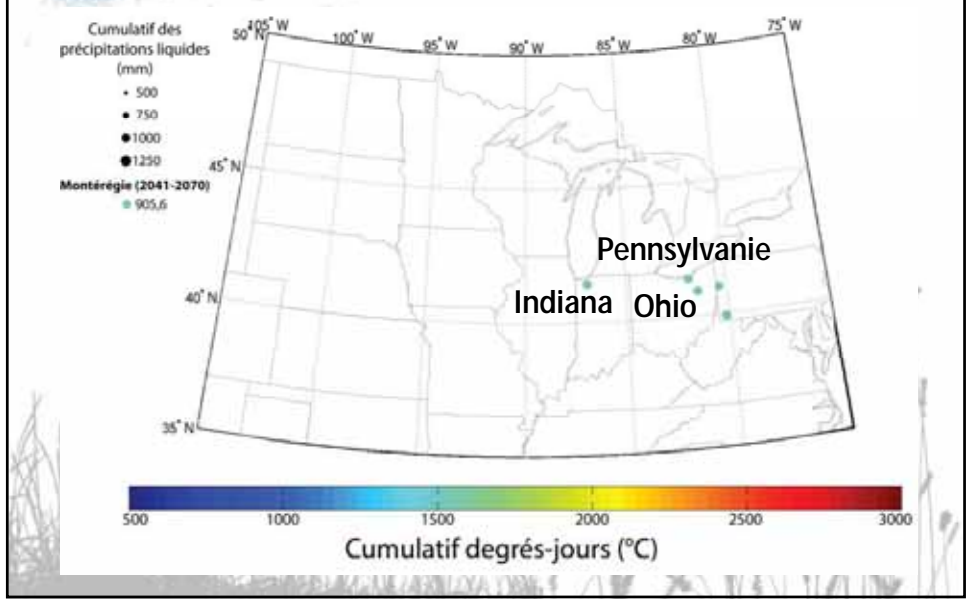 Cumulatif des
précipitations liquides
(mm)
500
750
1000
1250
Montérégie (2041-2070)
905,6
105° W
100° W
95° W
90° W
85° W
80° W
75° W
50° N
45° N
40° N
35° N
Pennsylvanie
Indiana
Ohio
500
1000
1500
2000
2500
3000
Cumulatif degrés-jours (°C)